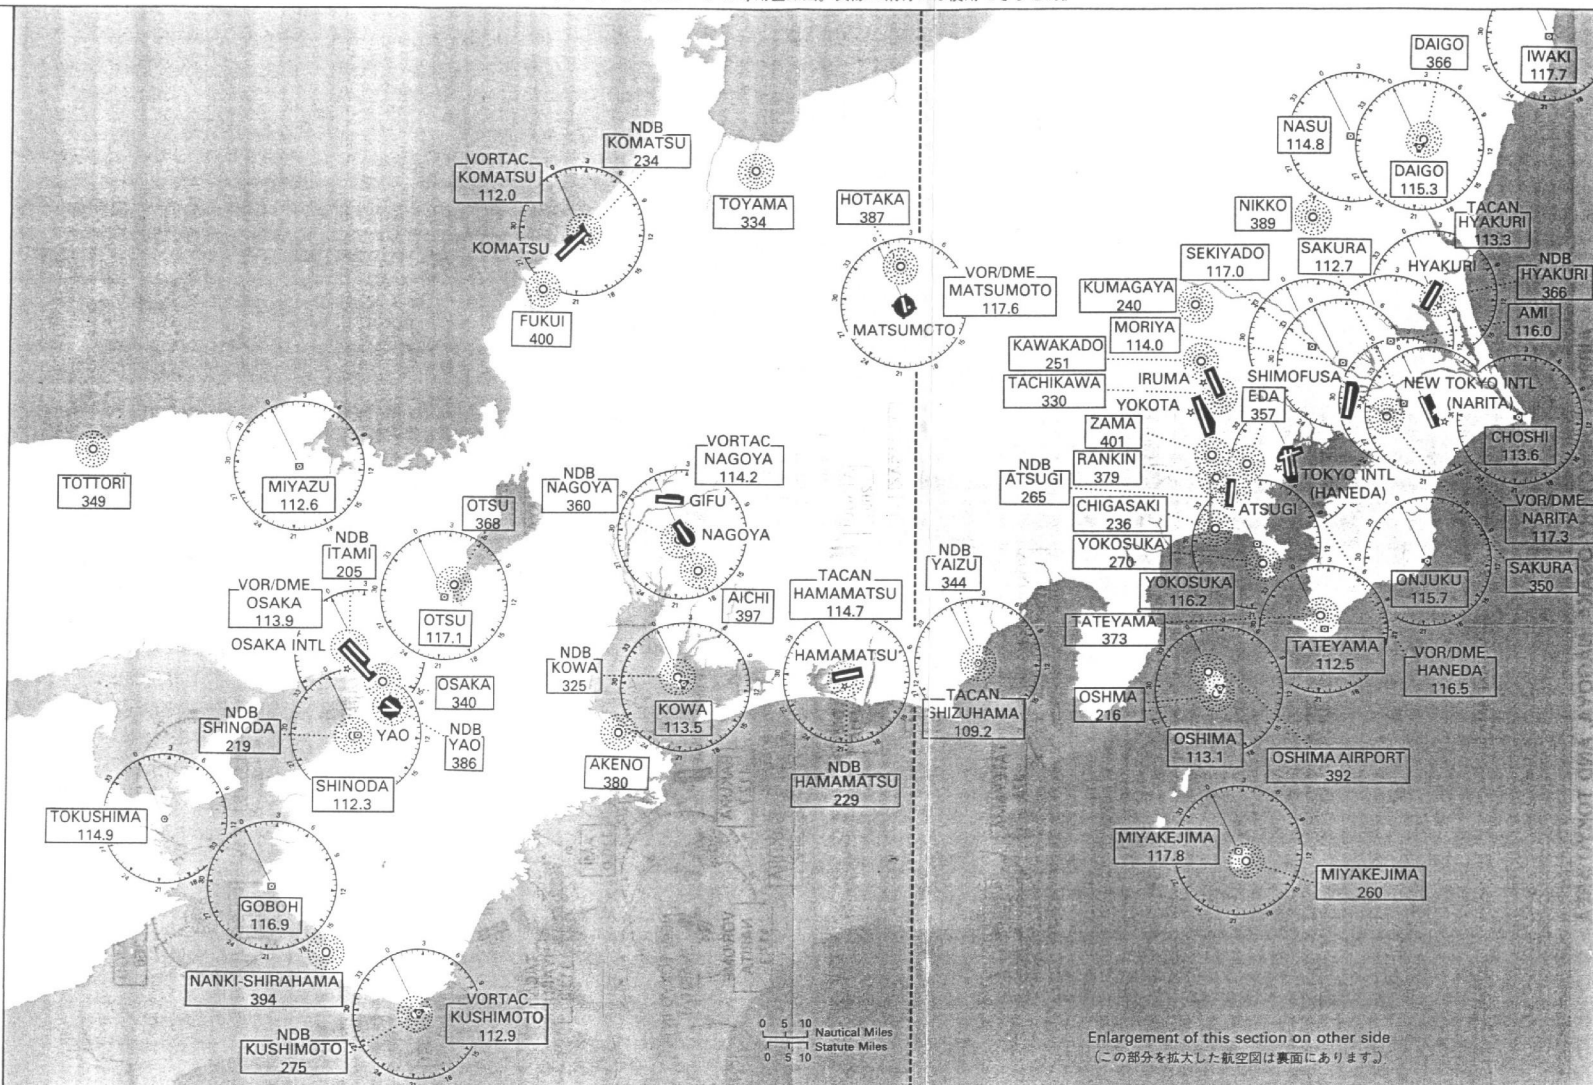 DAIGO
366
IWAKI
117.7
NASU
114.8
DAIGO
115.3
NDB
KOMATSU
234
VORTAC
KOMATSU
112.0
KOMATSU
TOYAMA
334
HOTAKA
387
NIKKO
389
TACAN
HYAKURI
113.3
SEKIYADO
117.0
SAKURA
112.7
HYAKURI
NDB
HYAKURI
366
FUKUI
400
VOR/DME
MATSUMOTO
117.6
MATSUMOTO
KUMAGAYA
240
AMI
116.0
MORIYA
114.0
KAWAKADO
251
IRUMA
SHIMOFUSA
NEW TOKYO INTL
(NARITA)
TACHIKAWA
330
YOKOTA
EDA
357
CHOSHI
113.6
TOTTORI
349
MIYAZU
112.6
VORTAC
NAGOYA
114.2
ZAMA
401
RANKIN
379
NDB
ATSUGI
265
TOKYO INTL
(HANEDA)
NDB
NAGOYA
360
GIFU
NAGOYA
OTSU
368
CHIGASAKI
236
ATSUGI
VOR/DME
NARITA
117.3
NDB
ITAMI
205
YOKOSUKA
270
YOKOSUKA
116.2
ONJUKU
115.7
SAKURA
350
VOR/DME
OSAKA
113.9
OTSU
117.1
AICHI
397
TACAN
HAMAMATSU
114.7
NDB
YAIZU
344
TATEYAMA
373
TATEYAMA
112.5
VOR/DME
HANEDA
116.5
OSAKA INTL
OSAKA
340
NDB
KOWA
325
KOWA
113.5
HAMAMATSU
TACAN
SHIZUHAMA
109.2
OSHMA
216
OSHIMA
113.1
OSHIMA AIRPORT
392
NDB
SHINODA
219
YAO
NDB
YAO
386
AKENO
380
NDB
HAMAMATSU
229
SHINODA
112.3
TOKUSHIMA
114.9
GOBOH
116.9
MIYAKEJIMA
117.8
MIYAKEJIMA
260
NANKI-SHIRAHAMA
394
VORTAC
KUSHIMOTO
112.9
NDB
KUSHIMOTO
275
0 5 10
Nautical Miles
Statute Miles
0 5 10
Enlargement of this section on other side
(この部分を拡大した航空図は裏面にあります。)